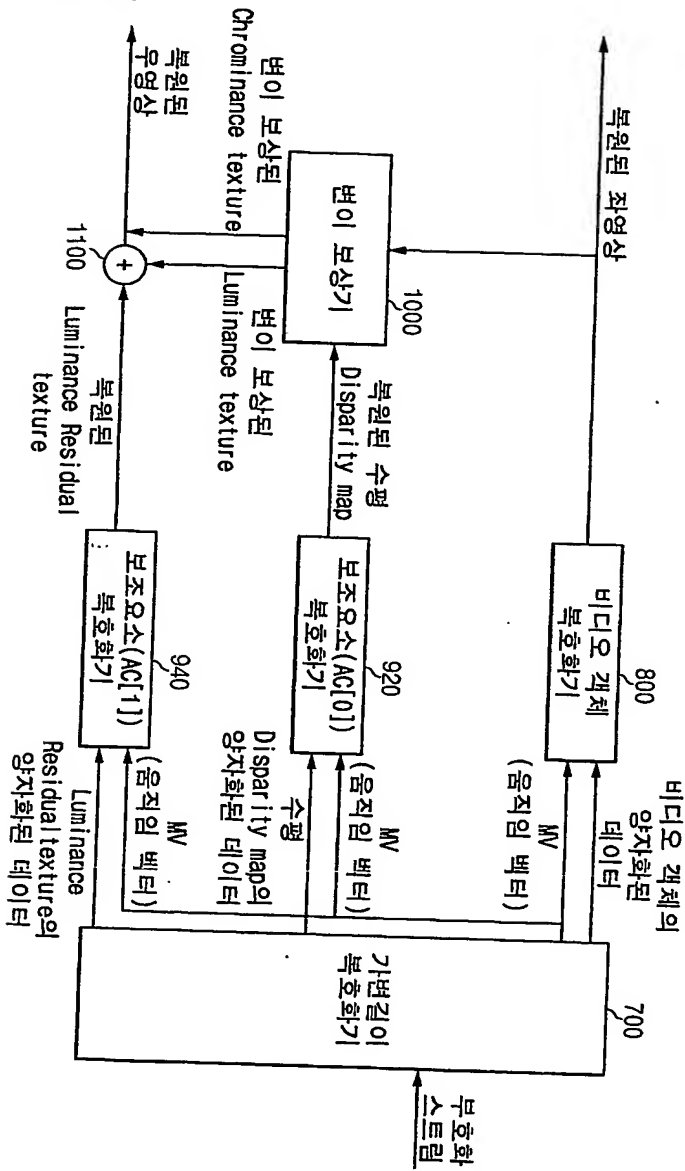 부호화
스트림
가변길이
복호화기
700
비디오 객체의
양자화된
데이터
MV
(움직임 벡터)
수평
Disparity map의
양자화된 데이터
MV
(움직임 벡터)
MV
(움직임 벡터)
Luminance
Residual texture의
양자화된 데이터
비디오 객체
복호화기
800
보조요소(AC[0])
복호화기
920
보조요소(AC[1])
복호화기
940
복원된 수평
Disparity map
복원된
Luminance Residual
texture
변이 보상기
1000
변이 보상된
Luminance texture
변이 보상된
Chrominance texture
+
1100
복원된 좌영상
복원된
우영상